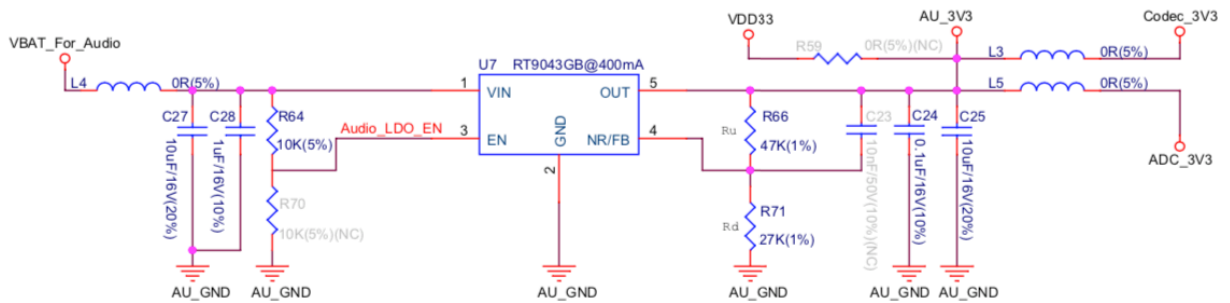 VBAT_For_Audio
L4
0R(5%)
C27
10uF/16V(20%)
C28
1uF/16V(10%)
R64
10K(5%)
R70
10K(5%)(NC)
Audio_LDO_EN
AU_GND
AU_GND
U7 RT9043GB@400mA
1
VIN
3
EN
GND
2
OUT
5
NR/FB
4
AU_GND
VDD33
R59
0R(5%)(NC)
AU_3V3
Codec_3V3
L3
0R(5%)
L5
0R(5%)
ADC_3V3
Ru
R66
47K(1%)
Rd
R71
27K(1%)
C23
10nF/50V(10%)(NC)
C24
0.1uF/16V(10%)
C25
10uF/16V(20%)
AU_GND
AU_GND
AU_GND